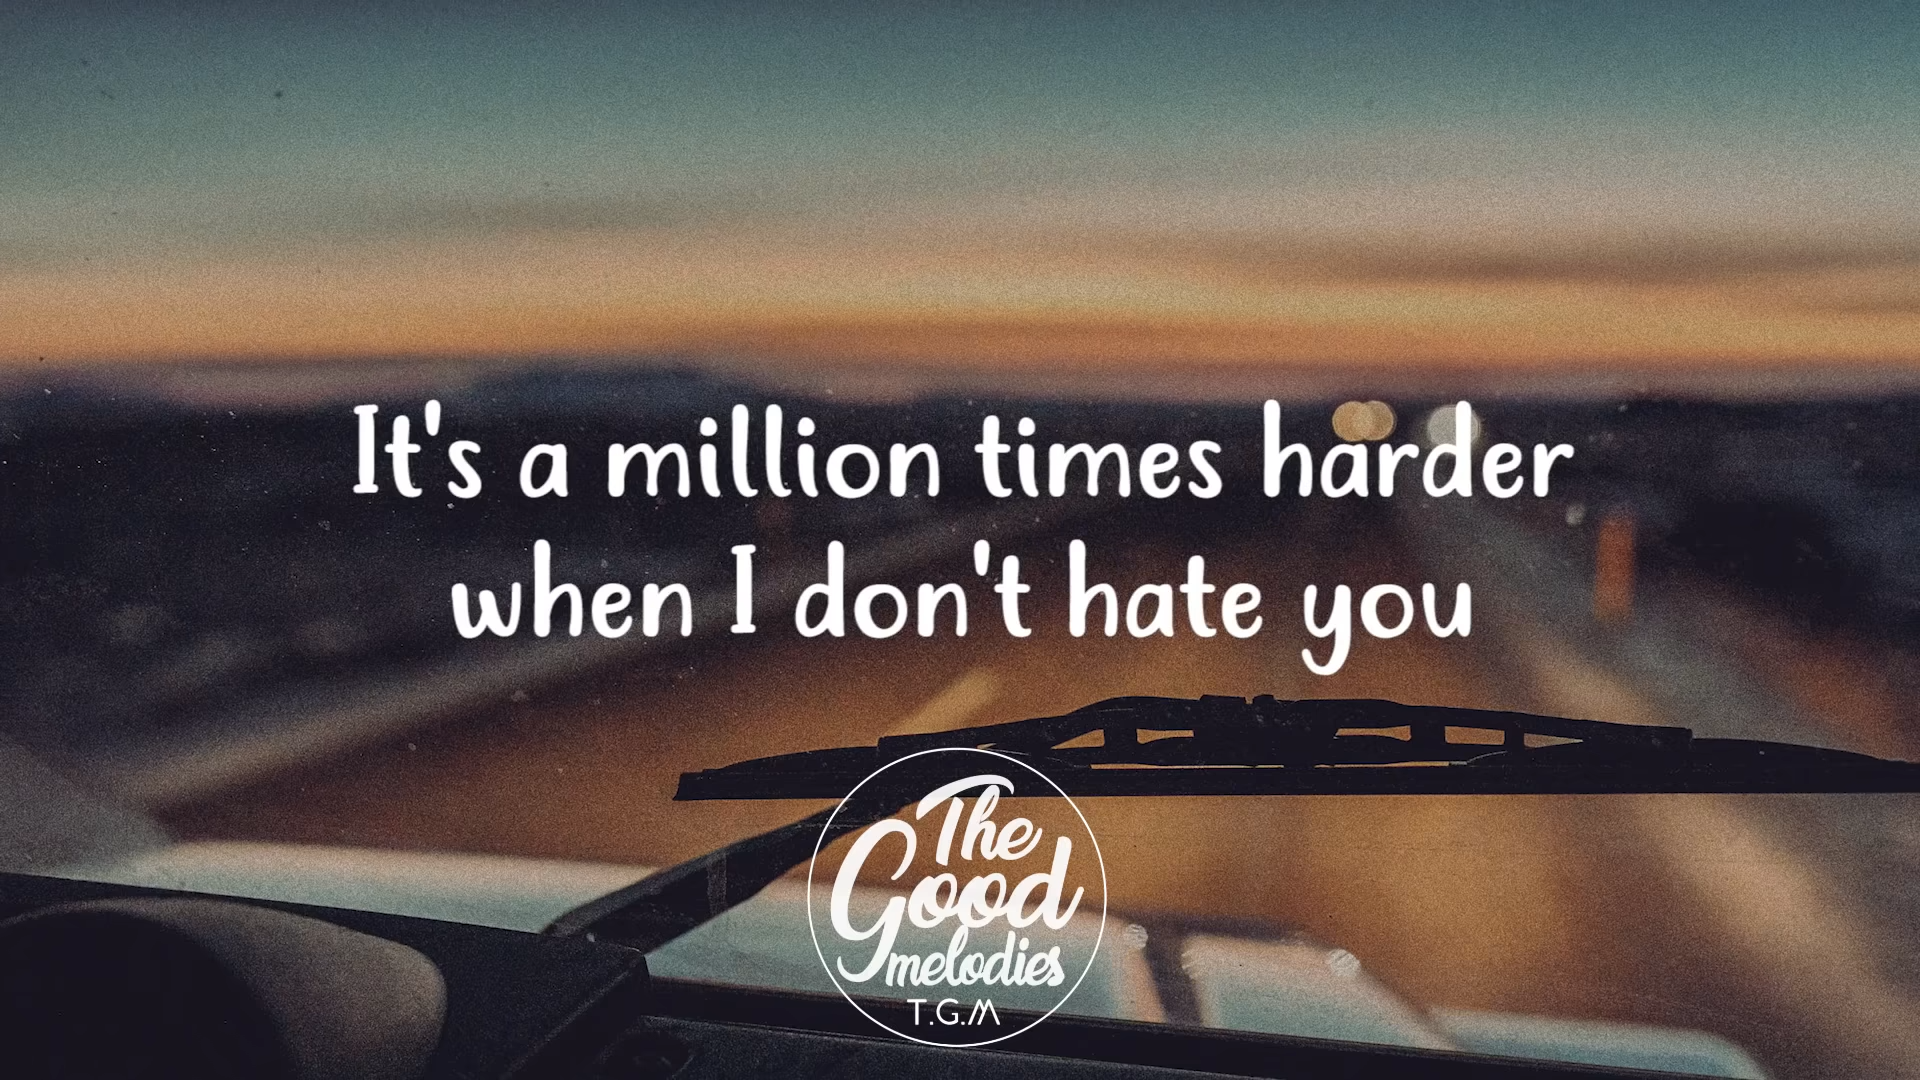 It's a million times harder
when I don't hate you
The
Good
melodies
T.G.M